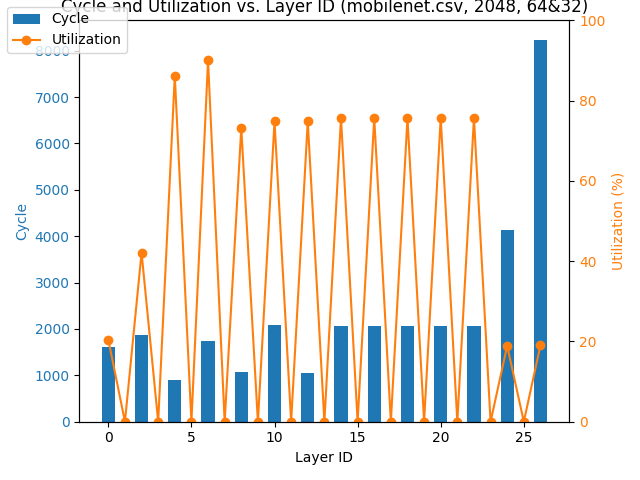 Cycle and Utilization vs. Layer ID (mobilenet.csv, 2048, 64&32)
Cycle
Utilization
8000
7000
6000
5000
4000
3000
2000
1000
0
Cycle
100
80
60
40
20
0
Utilization (%)
0 5 10 15 20 25
Layer ID